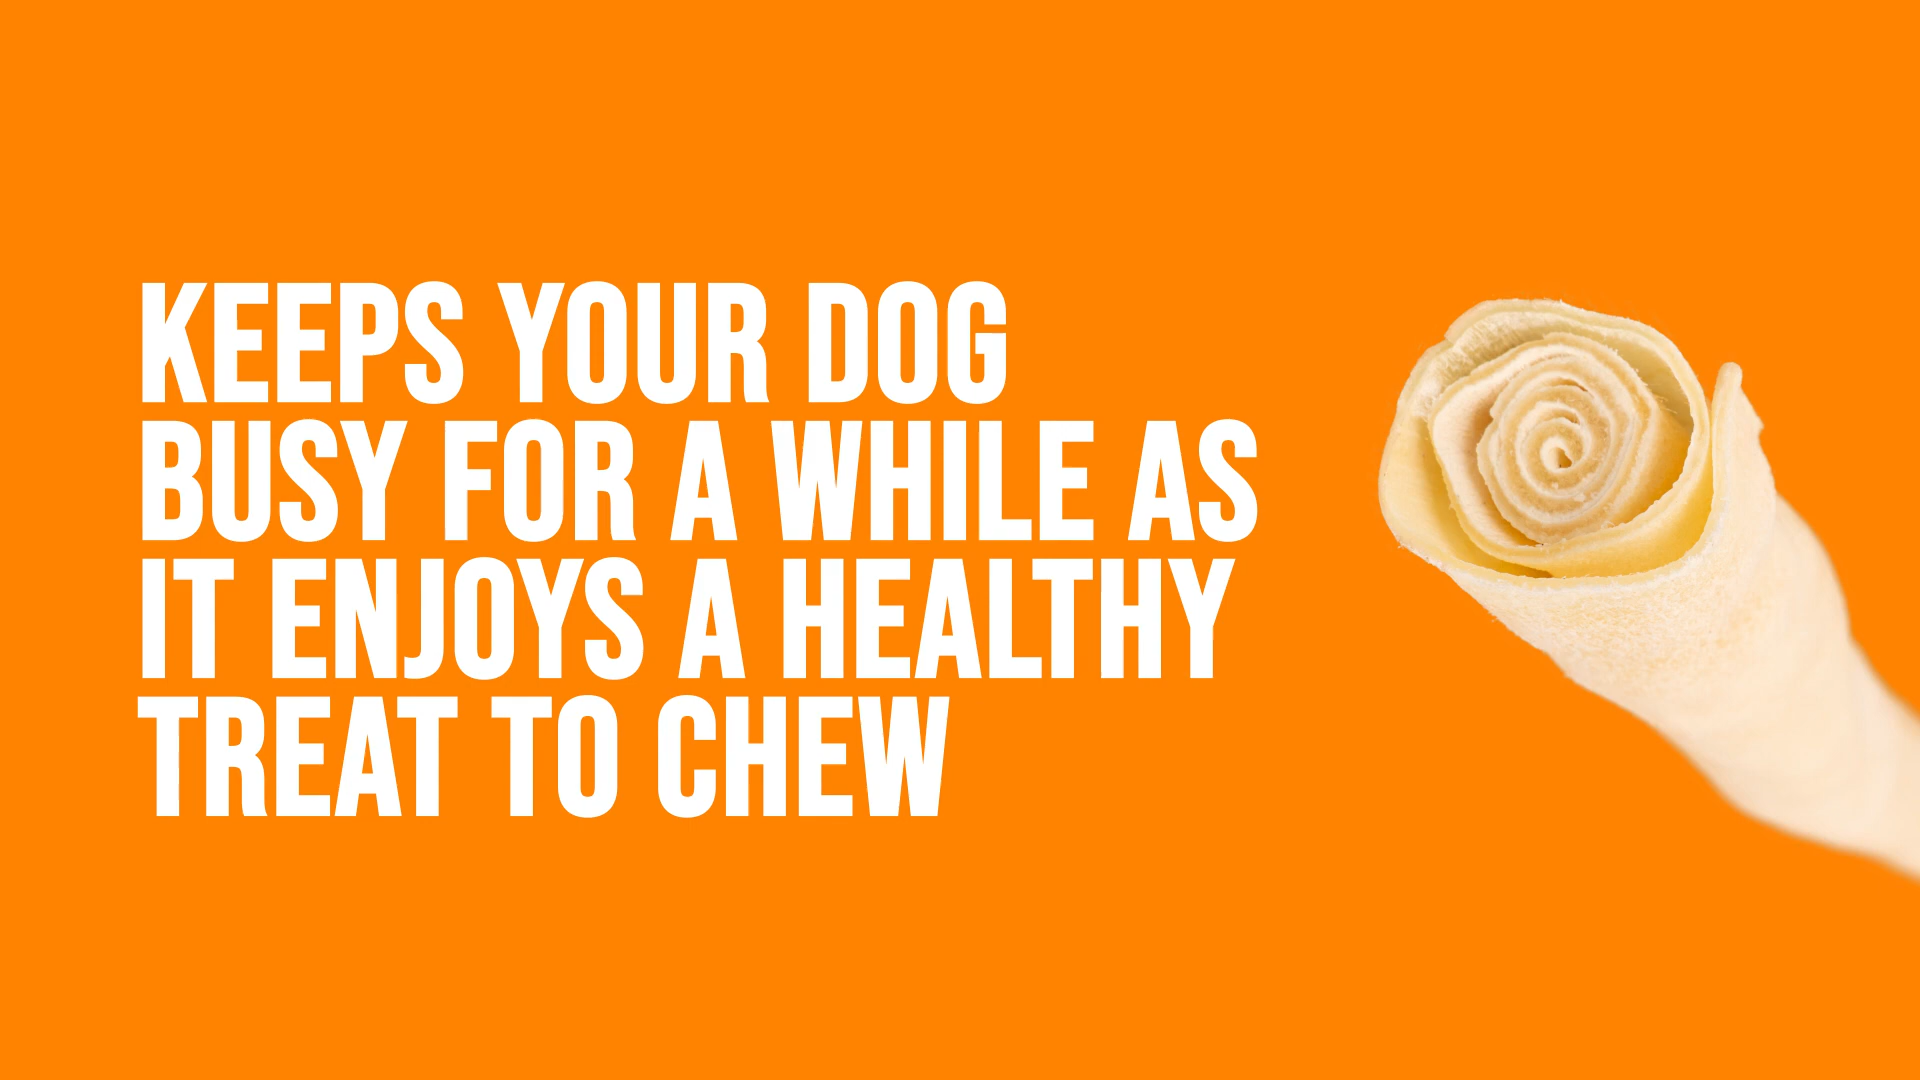 KEEPS YOUR DOG
BUSY FOR A WHILE AS
IT ENJOYS A HEALTHY
TREAT TO CHEW